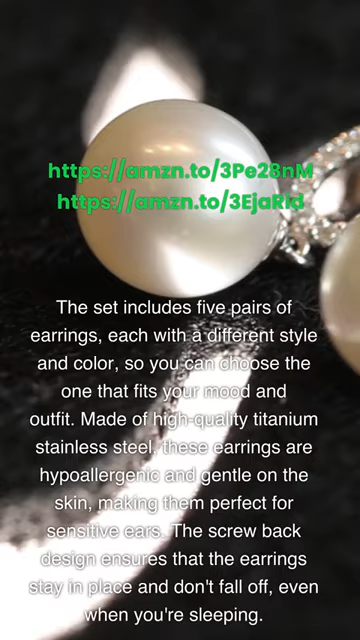 https://amzn.to/3Pe28nM
https://amzn.to/3EjaRld
The set includes five pairs of
earrings, each with a different style
and color, so you can choose the
one that fits your mood and
outfit. Made of high-quality titanium
stainless steel, these earrings are
hypoallergenic and gentle on the
skin, making them perfect for
sensitive ears. The screw back
design ensures that the earrings
stay in place and don't fall off, even
when you're sleeping.